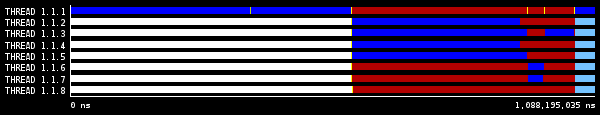 THREAD 1.1.1
THREAD 1.1.2
THREAD 1.1.3
THREAD 1.1.4
THREAD 1.1.5
THREAD 1.1.6
THREAD 1.1.7
THREAD 1.1.8
0 ns 1,088,195,035 ns